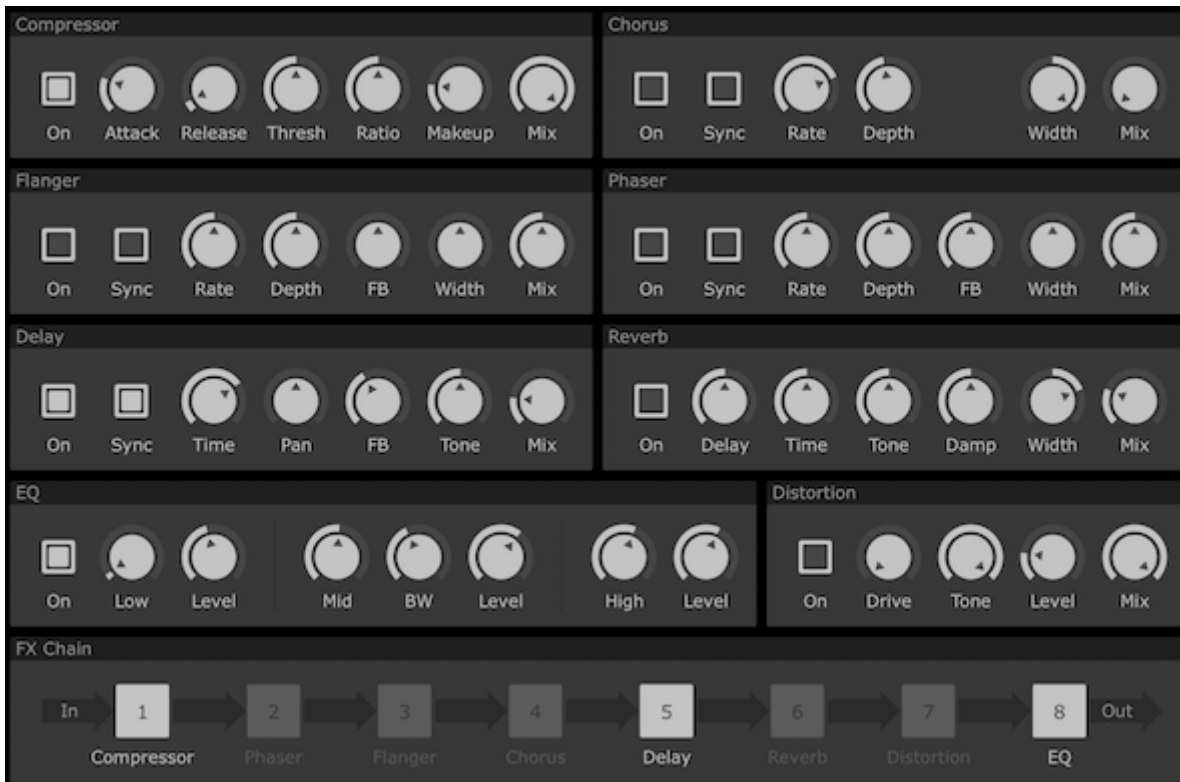 Compressor
On Attack Release Thresh Ratio Makeup Mix
Chorus
On Sync Rate Depth Width Mix
Flanger
On Sync Rate Depth FB Width Mix
Phaser
On Sync Rate Depth FB Width Mix
Delay
On Sync Time Pan FB Tone Mix
Reverb
On Delay Time Tone Damp Width Mix
EQ
On Low Level Mid BW Level High Level
Distortion
On Drive Tone Level Mix
FX Chain
In 1 2 3 4 5 6 7 8 Out
Compressor Phaser Flanger Chorus Delay Reverb Distortion EQ